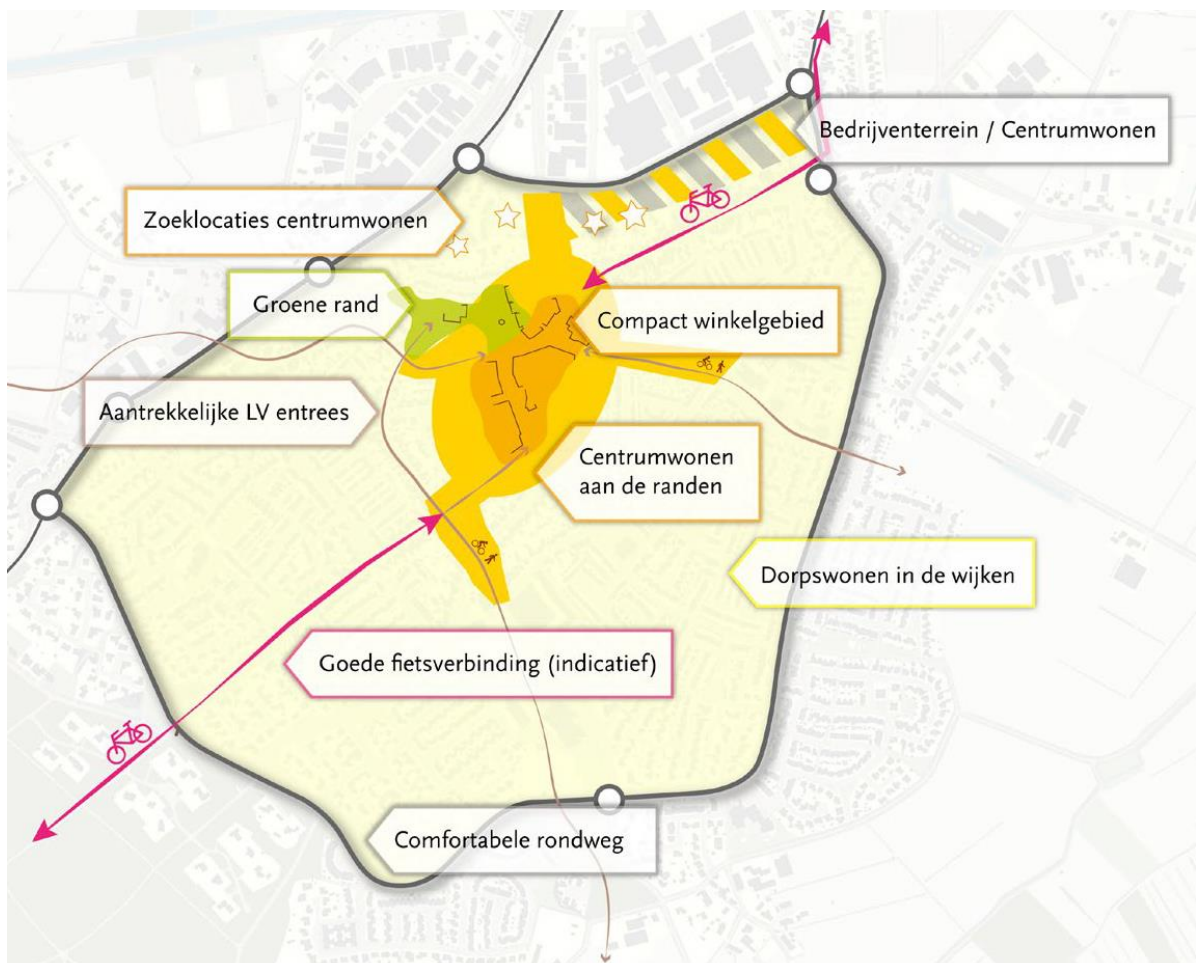 Bedrijventerrein / Centrumwonen
Zoeklocaties centrumwonen
Groene rand
Compact winkelgebied
Aantrekkelijke LV entrees
Centrumwonen
aan de randen
Dorpswonen in de wijken
Goede fietsverbinding (indicatief)
Comfortabele rondweg